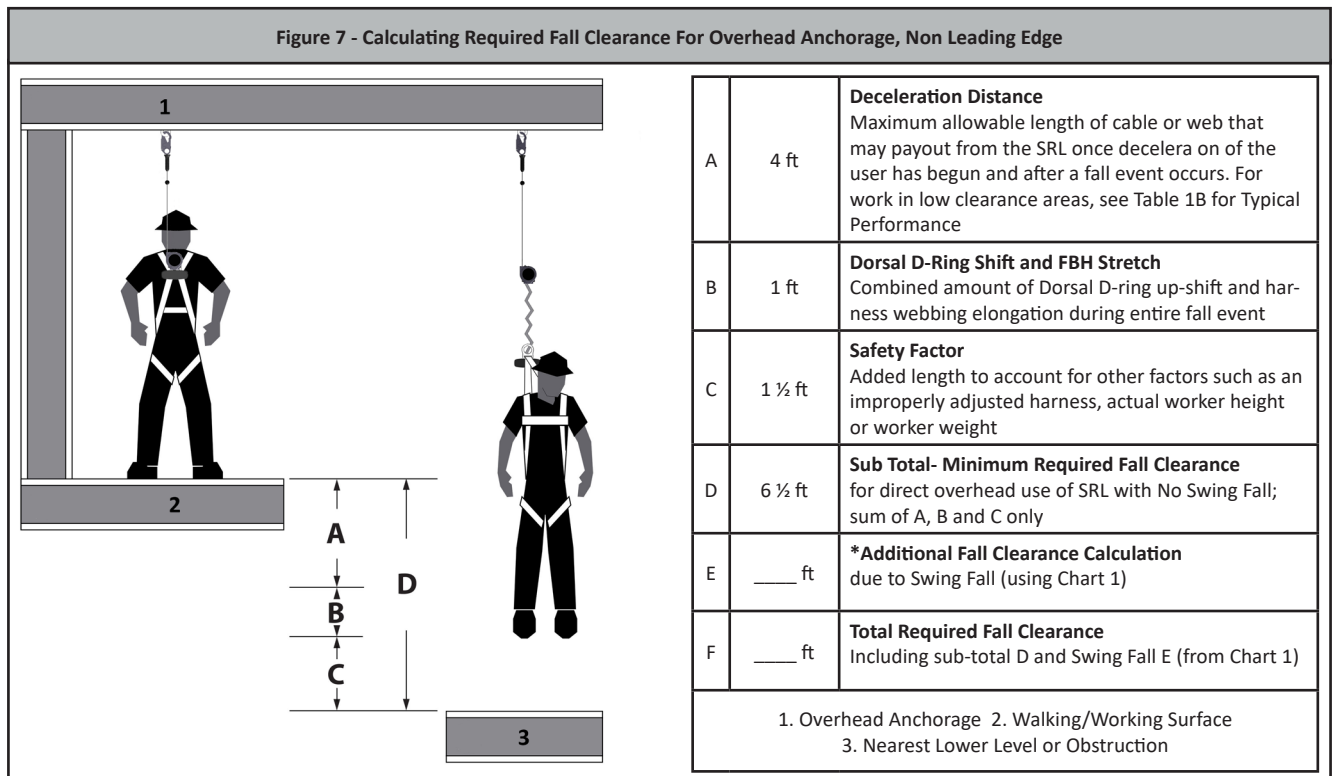 Figure 7 - Calculating Required Fall Clearance For Overhead Anchorage, Non Leading Edge
1
2
A
B
C
D
3
A
4 ft
Deceleration Distance
Maximum allowable length of cable or web that
may payout from the SRL once decelera on of the
user has begun and after a fall event occurs. For
work in low clearance areas, see Table 1B for Typical
Performance
B
1 ft
Dorsal D-Ring Shift and FBH Stretch
Combined amount of Dorsal D-ring up-shift and har-
ness webbing elongation during entire fall event
C
1 ½ ft
Safety Factor
Added length to account for other factors such as an
improperly adjusted harness, actual worker height
or worker weight
D
6 ½ ft
Sub Total- Minimum Required Fall Clearance
for direct overhead use of SRL with No Swing Fall;
sum of A, B and C only
E
____ ft
*Additional Fall Clearance Calculation
due to Swing Fall (using Chart 1)
F
____ ft
Total Required Fall Clearance
Including sub-total D and Swing Fall E (from Chart 1)
1. Overhead Anchorage 2. Walking/Working Surface
3. Nearest Lower Level or Obstruction